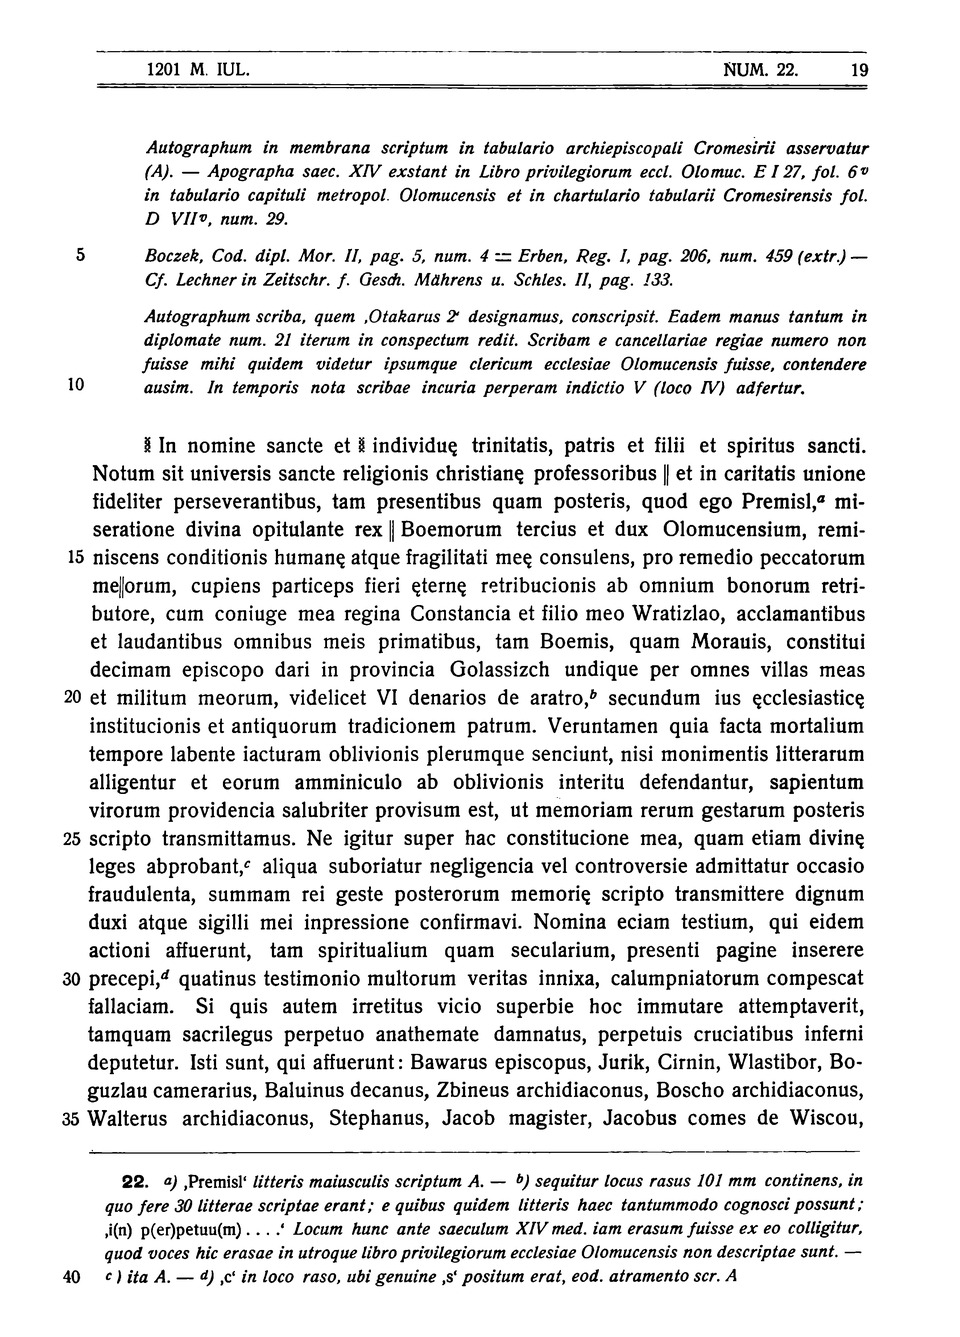 1201 M. IUL. NUM. 22. 19
Autographum in membrana scriptum in tabulario archiepiscopali Cromesirii asservatur
(A). — Apographa saec. XIV exstant in Libro privilegiorum eccl. Olomuc. E I 27, fol. 6v
in tabulario capituli metropol. Olomucensis et in chartulario tabularii Cromesirensis fol.
D VIIv, num. 29.
5 Boczek, Cod. dipl. Mor. II, pag. 5, num. 4 = Erben, Reg. I, pag. 206, num. 459 (extr.) —
Cf. Lechner in Zeitschr. f. Gesch. Mährens u. Schles. II, pag. 133.
Autographum scriba, quem ‚Otakarus 2‘ designamus, conscripsit. Eadem manus tantum in
diplomate num. 21 iterum in conspectum redit. Scribam e cancellariae regiae numero non
fuisse mihi quidem videtur ipsumque clericum ecclesiae Olomucensis fuisse, contendere
10 ausim. In temporis nota scribae incuria perperam indictio V (loco IV) adfertur.
§ In nomine sancte et § individuę trinitatis, patris et filii et spiritus sancti.
Notum sit universis sancte religionis christianę professoribus || et in caritatis unione
fideliter perseverantibus, tam presentibus quam posteris, quod ego Premisl,a mi-
seratione divina opitulante rex || Boemorum tercius et dux Olomucensium, remi-
15 niscens conditionis humanę atque fragilitati meę consulens, pro remedio peccatorum
me||orum, cupiens particeps fieri ęternę retribucionis ab omnium bonorum retri-
butore, cum coniuge mea regina Constancia et filio meo Wratizlao, acclamantibus
et laudantibus omnibus meis primatibus, tam Boemis, quam Morauis, constitui
decimam episcopo dari in provincia Golassizch undique per omnes villas meas
20 et militum meorum, videlicet VI denarios de aratro,b secundum ius ęcclesiasticę
institucionis et antiquorum tradicionem patrum. Veruntamen quia facta mortalium
tempore labente iacturam oblivionis plerumque senciunt, nisi monimentis litterarum
alligentur et eorum amminiculo ab oblivionis interitu defendantur, sapientum
virorum providencia salubriter provisum est, ut memoriam rerum gestarum posteris
25 scripto transmittamus. Ne igitur super hac constitucione mea, quam etiam divinę
leges abprobant,c aliqua suboriatur negligencia vel controversie admittatur occasio
fraudulenta, summam rei geste posterorum memorię scripto transmittere dignum
duxi atque sigilli mei inpressione confirmavi. Nomina eciam testium, qui eidem
actioni affuerunt, tam spiritualium quam secularium, presenti pagine inserere
30 precepi,d quatinus testimonio multorum veritas innixa, calumpniatorum compescat
fallaciam. Si quis autem irretitus vicio superbie hoc immutare attemptaverit,
tamquam sacrilegus perpetuo anathemate damnatus, perpetuis cruciatibus inferni
deputetur. Isti sunt, qui affuerunt: Bawarus episcopus, Jurik, Cirnin, Wlastibor, Bo-
guzlau camerarius, Baluinus decanus, Zbineus archidiaconus, Boscho archidiaconus,
35 Walterus archidiaconus, Stephanus, Jacob magister, Jacobus comes de Wiscou,
22. a) ‚Premisl‘ litteris maiusculis scriptum A. — b) sequitur locus rasus 101 mm continens, in
quo fere 30 litterae scriptae erant; e quibus quidem litteris haec tantummodo cognosci possunt;
‚i(n) p(er)petuu(m) . . . .‘ Locum hunc ante saeculum XIV med. iam erasum fuisse ex eo colligitur,
quod voces hic erasae in utroque libro privilegiorum ecclesiae Olomucensis non descriptae sunt. —
40 c) ita A. — d) ‚c‘ in loco raso, ubi genuine ‚s‘ positum erat, eod. atramento scr. A